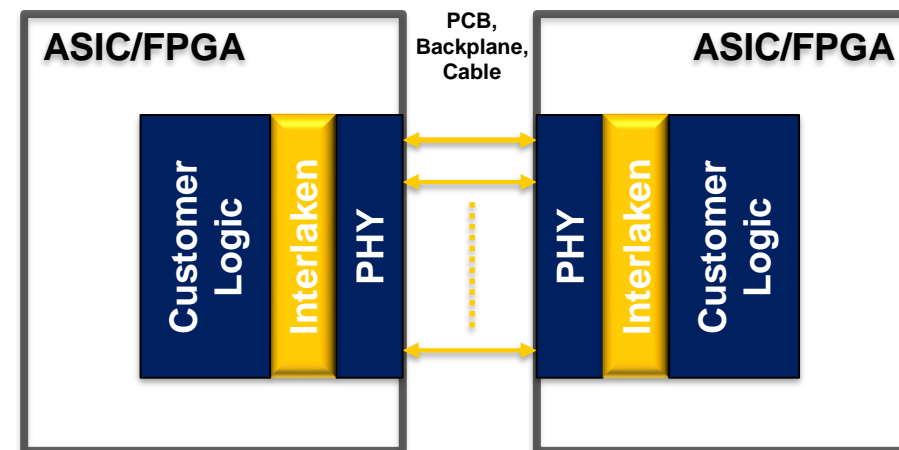 ASIC/FPGA
PCB,
Backplane,
Cable
ASIC/FPGA
Customer
Logic
Interlaken
PHY
PHY
Interlaken
Customer
Logic